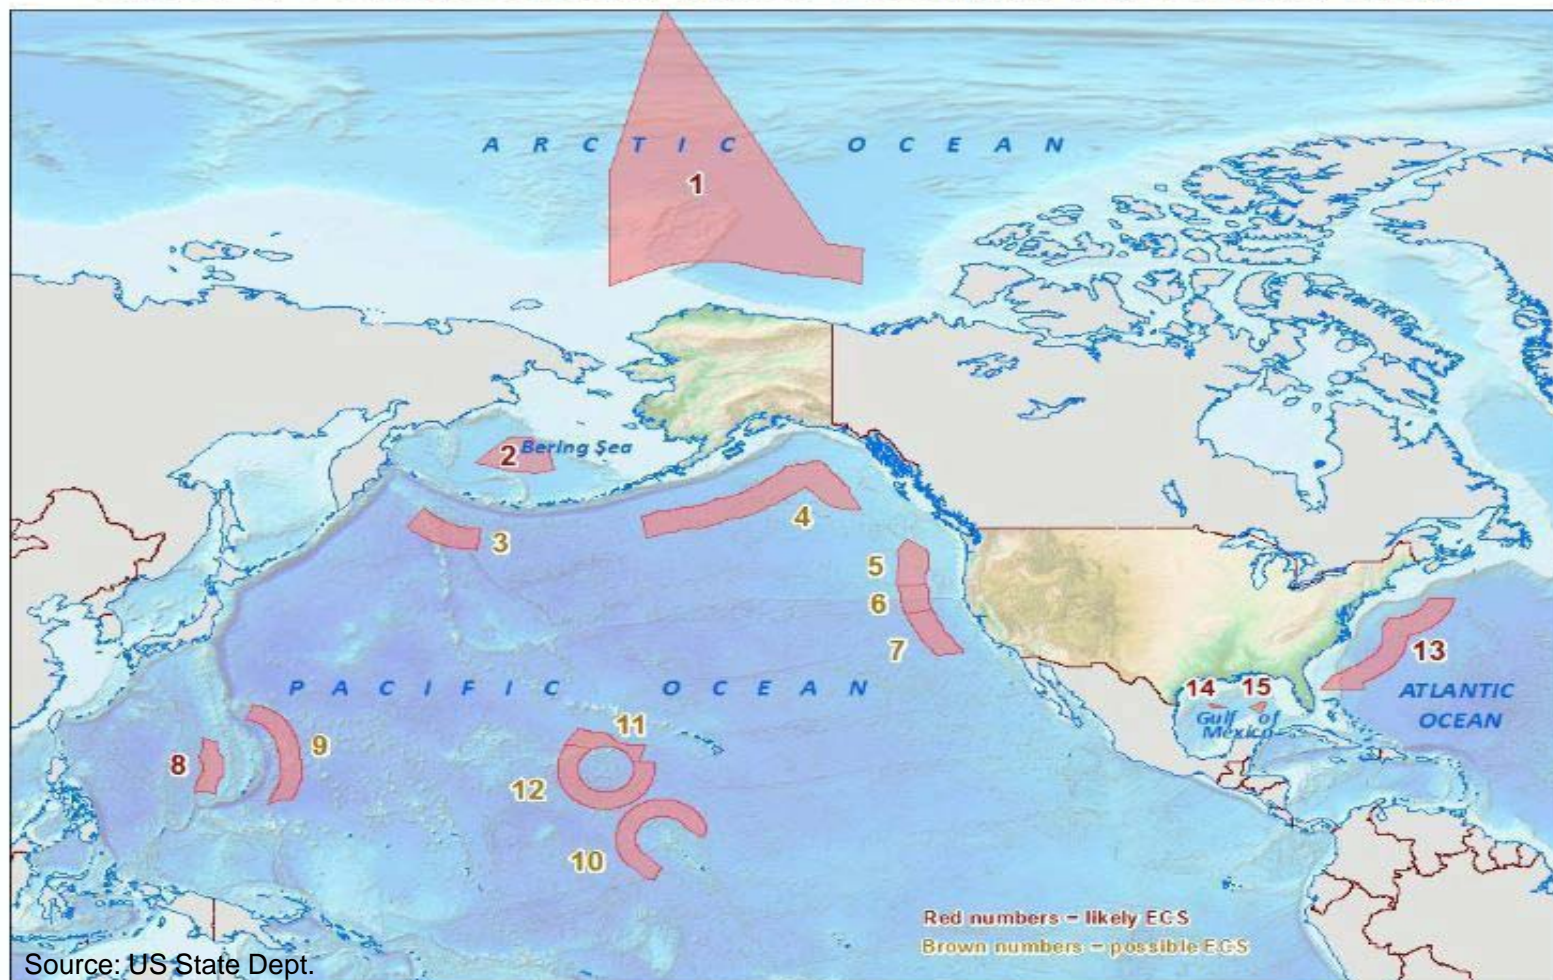 ARCTIC OCEAN
1
2
Bering Sea
3
4
5
6
7
PACIFIC OCEAN
8
9
10
11
12
13
14
15
Gulf of
Mexico
ATLANTIC
OCEAN
Red numbers – likely ECS
Brown numbers – possible ECS
Source: US State Dept.